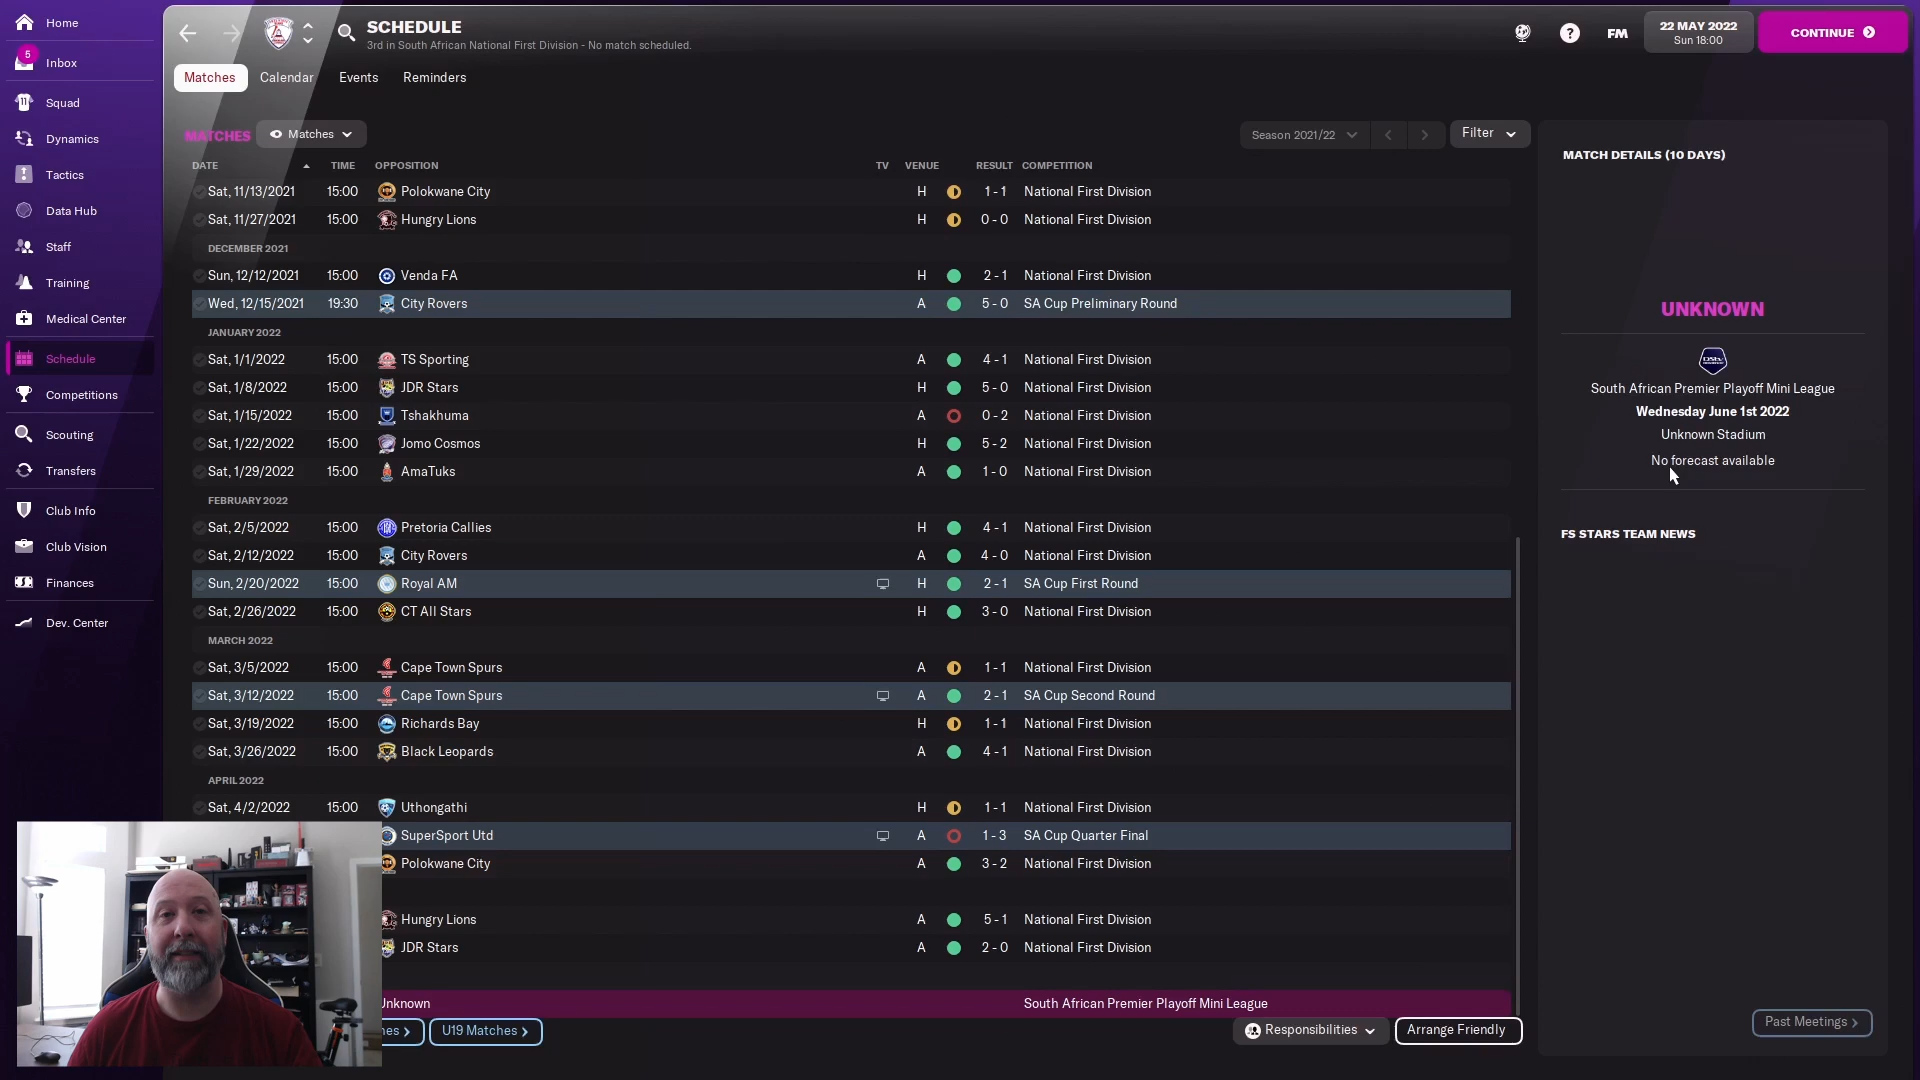 Home
5
Inbox
Squad
Dynamics
Tactics
Data Hub
Staff
Training
Medical Center
Schedule
Competitions
Scouting
Transfers
Club Info
Club Vision
Finances
Dev. Center
SCHEDULE
3rd in South African National First Division - No match scheduled.
FM
22 MAY 2022
Sun 18:00
CONTINUE
Matches Calendar Events Reminders
MATCHES Matches
Season 2021/22
Filter
DATE TIME OPPOSITION TV VENUE RESULT COMPETITION
Sat, 11/13/2021 15:00 Polokwane City H 1 - 1 National First Division
Sat, 11/27/2021 15:00 Hungry Lions H 0 - 0 National First Division
DECEMBER 2021
Sun, 12/12/2021 15:00 Venda FA H 2 - 1 National First Division
Wed, 12/15/2021 19:30 City Rovers A 5 - 0 SA Cup Preliminary Round
JANUARY 2022
Sat, 1/1/2022 15:00 TS Sporting A 4 - 1 National First Division
Sat, 1/8/2022 15:00 JDR Stars H 5 - 0 National First Division
Sat, 1/15/2022 15:00 Tshakhuma A 0 - 2 National First Division
Sat, 1/22/2022 15:00 Jomo Cosmos H 5 - 2 National First Division
Sat, 1/29/2022 15:00 AmaTuks A 1 - 0 National First Division
FEBRUARY 2022
Sat, 2/5/2022 15:00 Pretoria Callies H 4 - 1 National First Division
Sat, 2/12/2022 15:00 City Rovers A 4 - 0 National First Division
Sun, 2/20/2022 15:00 Royal AM H 2 - 1 SA Cup First Round
Sat, 2/26/2022 15:00 CT All Stars H 3 - 0 National First Division
MARCH 2022
Sat, 3/5/2022 15:00 Cape Town Spurs A 1 - 1 National First Division
Sat, 3/12/2022 15:00 Cape Town Spurs A 2 - 1 SA Cup Second Round
Sat, 3/19/2022 15:00 Richards Bay H 1 - 1 National First Division
Sat, 3/26/2022 15:00 Black Leopards A 4 - 1 National First Division
APRIL 2022
Sat, 4/2/2022 15:00 Uthongathi H 1 - 1 National First Division
SuperSport Utd A 1 - 3 SA Cup Quarter Final
Polokwane City A 3 - 2 National First Division
Hungry Lions A 5 - 1 National First Division
JDR Stars A 2 - 0 National First Division
Unknown South African Premier Playoff Mini League
U19 Matches
Responsibilities
Arrange Friendly
MATCH DETAILS (10 DAYS)
UNKNOWN
South African Premier Playoff Mini League
Wednesday June 1st 2022
Unknown Stadium
No forecast available
FS STARS TEAM NEWS
Past Meetings